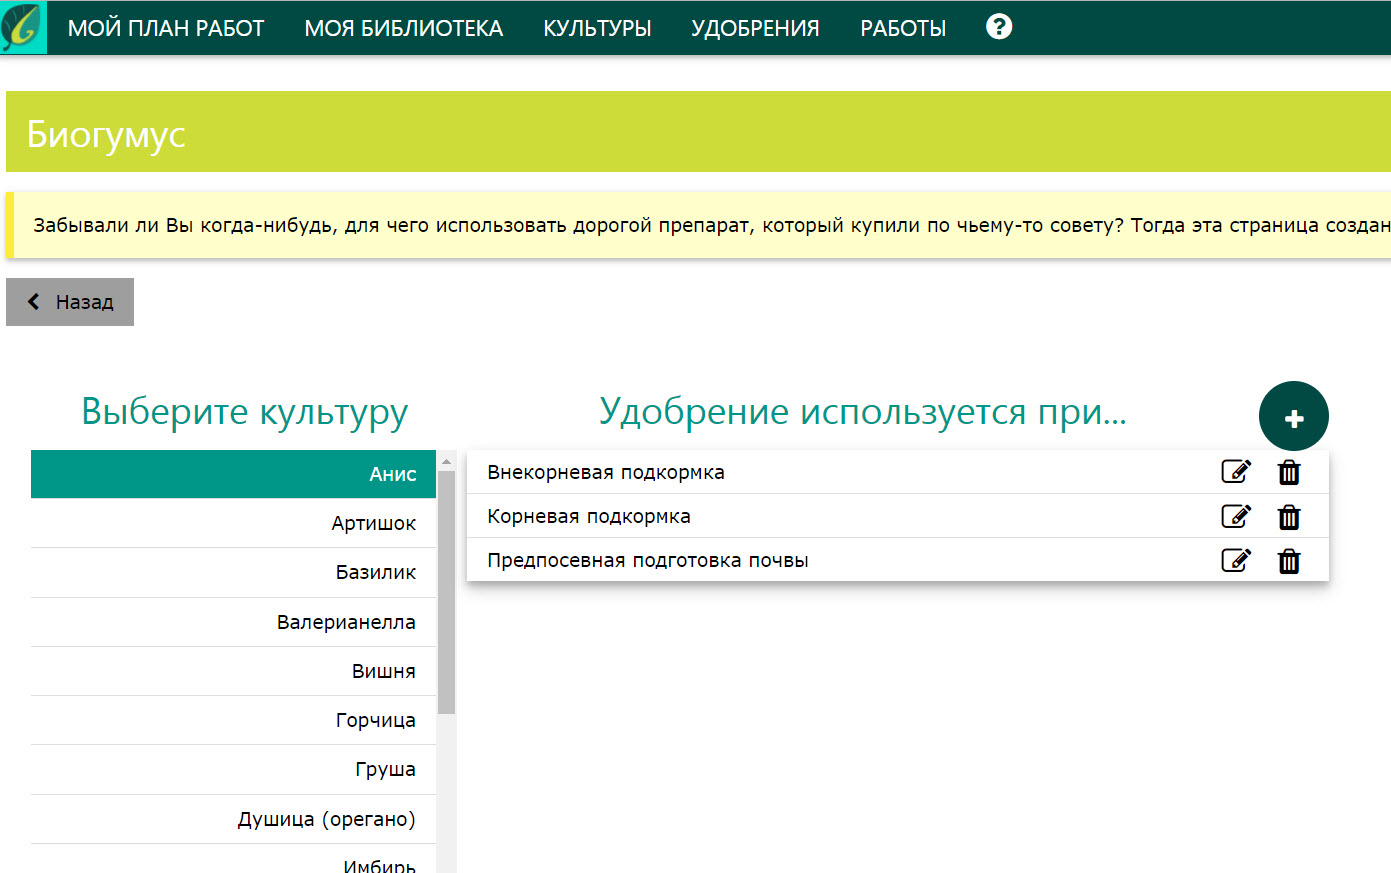 МОЙ ПЛАН РАБОТ МОЯ БИБЛИОТЕКА КУЛЬТУРЫ УДОБРЕНИЯ РАБОТЫ ?
Биогумус
Забывали ли Вы когда-нибудь, для чего использовать дорогой препарат, который купили по чьему-то совету? Тогда эта страница создан
Назад
Выберите культуру
Анис
Артишок
Базилик
Валерианелла
Вишня
Горчица
Груша
Душица (орегано)
Имбирь
Удобрение используется при...
Внекорневая подкормка
Корневая подкормка
Предпосевная подготовка почвы